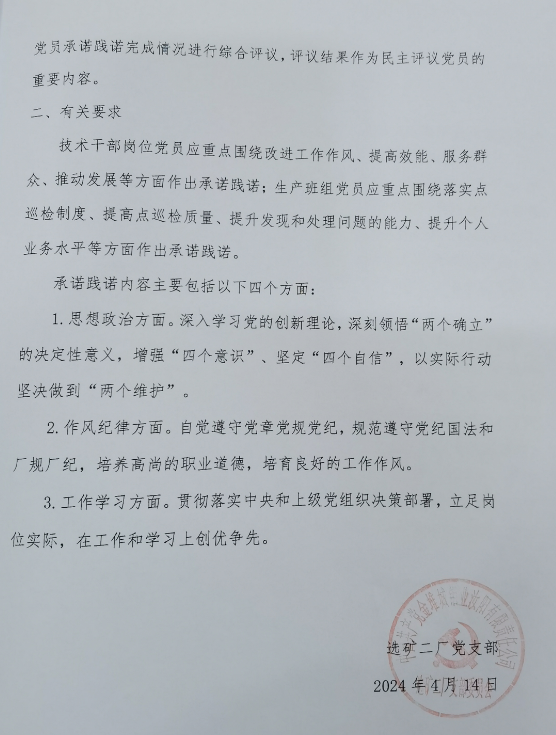 党员承诺践诺完成情况进行综合评议，评议结果作为民主评议党员的
重要内容。
二、有关要求
技术干部岗位党员应重点围绕改进工作作风、提高效能、服务群
众、推动发展等方面作出承诺践诺；生产班组党员应重点围绕落实点
巡检制度、提高点巡检质量、提升发现和处理问题的能力、提升个人
业务水平等方面作出承诺践诺。
承诺践诺内容主要包括以下四个方面：
1.思想政治方面。深入学习党的创新理论，深刻领悟“两个确立”
的决定性意义，增强“四个意识”、坚定“四个自信”，以实际行动
坚决做到“两个维护”。
2.作风纪律方面。自觉遵守党章党规党纪，规范遵守党纪国法和
厂规厂纪，培养高尚的职业道德，培育良好的工作作风。
3.工作学习方面。贯彻落实中央和上级党组织决策部署，立足岗
位实际，在工作和学习上创优争先。
选矿二厂党支部
2024年4月14日